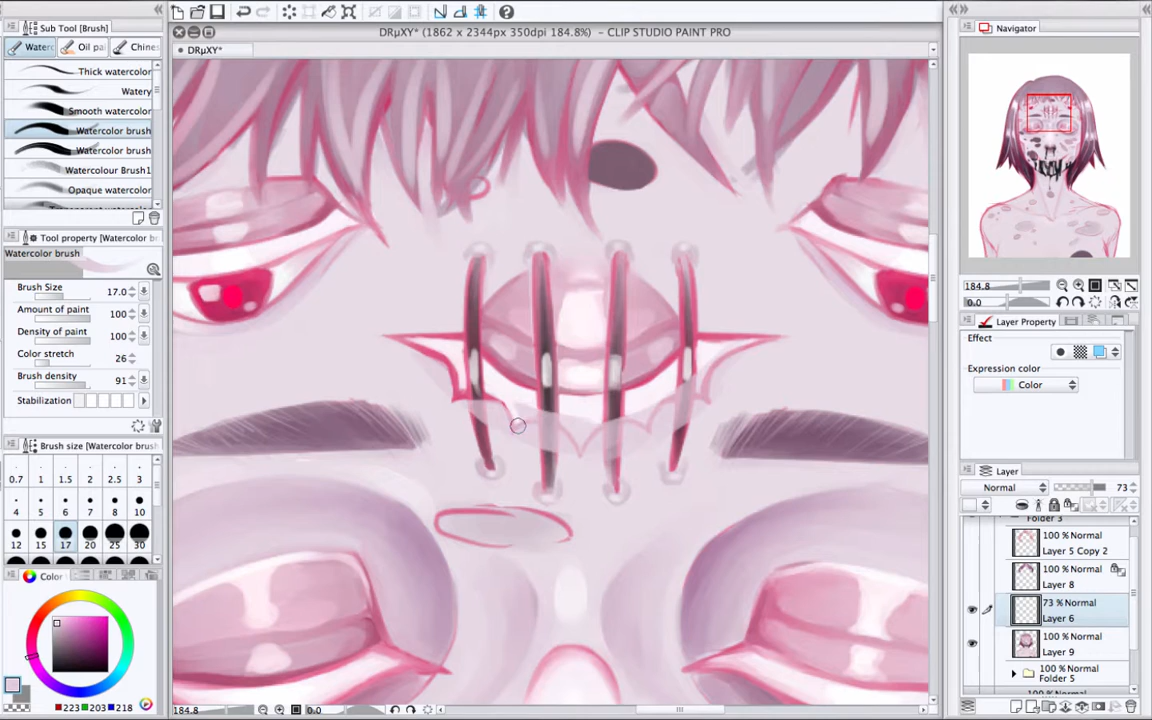 Sub Tool [Brush]
DRμXY* (1862 x 2344px 350dpi 184.8%) - CLIP STUDIO PAINT PRO
Navigator
Waterc Oil pai Chines
DRμXY*
Thick watercolor
Watery
Smooth watercolor
Watercolor brush
Watercolor brush
Watercolour Brush1
Opaque watercolor
Tool property [Watercolor br
Watercolor brush
Brush Size 17.0
Amount of paint 100
Density of paint 100
Color stretch 26
Brush density 91
Stabilization
Brush size [Watercolor brus
0.7 1 1.5 2 2.5 3
4 5 6 7 8 10
12 15 17 20 25 30
Color
223 203 218
184.8 0.0
184.8
0.0
Layer Property
Effect
Expression color
Color
Layer
Normal 73
Folder 3
100 % Normal
Layer 5 Copy 2
100 % Normal
Layer 8
73 % Normal
Layer 6
100 % Normal
Layer 9
100 % Normal
Folder 5